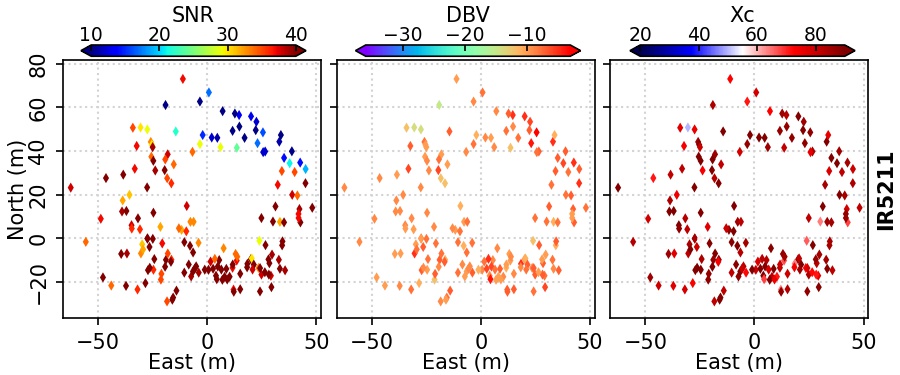 SNR DBV Xc
10 20 30 40 −30 −20 −10 20 40 60 80
80
60
40
20
0
−20
North (m)
IR5211
−50 0 50 −50 0 50 −50 0 50
East (m) East (m) East (m)